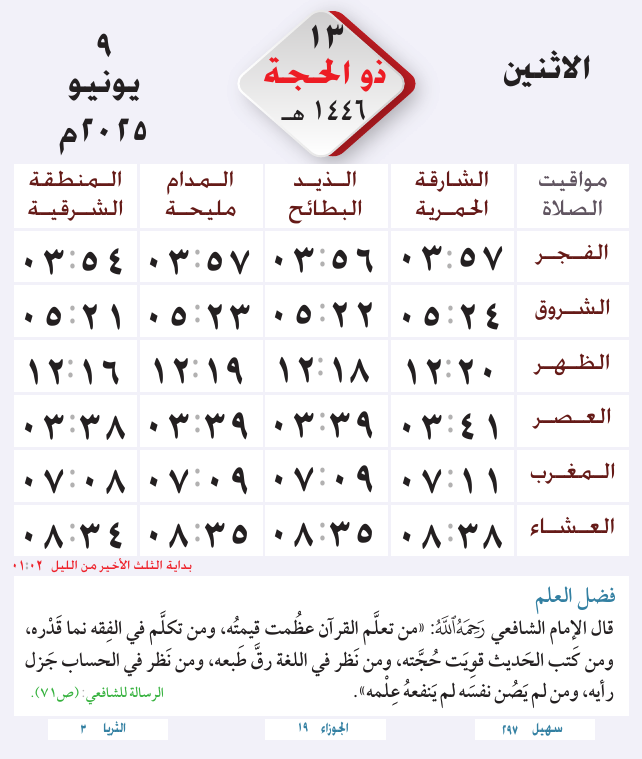 الاثنين
١٣
ذو الحجة
١٤٤٦ هـ
٩
يونيو
٢٠٢٥م
مواقيت الصلاة | الشارقة الحمرية | الذيد البطائح | المدام مليحة | المنطقة الشرقية
الفجر ٠٣:٥٧ ٠٣:٥٦ ٠٣:٥٧ ٠٣:٥٤
الشروق ٠٥:٢٤ ٠٥:٢٢ ٠٥:٢٣ ٠٥:٢١
الظهر ١٢:٢٠ ١٢:١٨ ١٢:١٩ ١٢:١٦
العصر ٠٣:٤١ ٠٣:٣٩ ٠٣:٣٩ ٠٣:٣٨
المغرب ٠٧:١١ ٠٧:٠٩ ٠٧:٠٩ ٠٧:٠٨
العشاء ٠٨:٣٨ ٠٨:٣٥ ٠٨:٣٥ ٠٨:٣٤
بداية الثلث الأخير من الليل ٠١:٠٢
فضل العلم
قال الإمام الشافعي رَحِمَهُ اللَّهُ: «من تعلَّم القرآن عظُمت قيمتُه، ومن تكلَّم في الفِقه نما قَدْره،
ومن كتب الحَديث قوِيَت حُجَّته، ومن نَظر في اللغة رقَّ طَبعه، ومن نَظر في الحساب جَزل
رأيه، ومن لم يَصُن نفسَه لم يَنفعهُ عِلْمه».
الرسالة للشافعي: (ص٧١).
سهيل ٢٩٧
الجوزاء ١٩
الثريا ٣